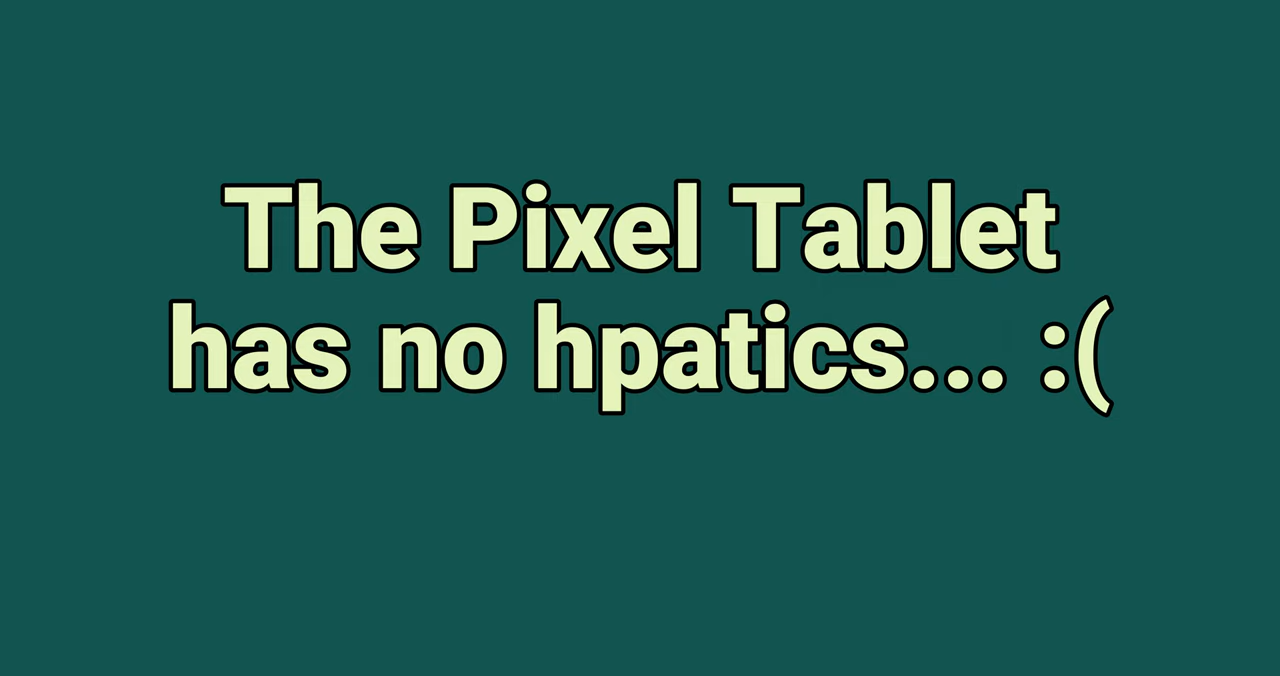 The Pixel Tablet
has no hpatics... :(